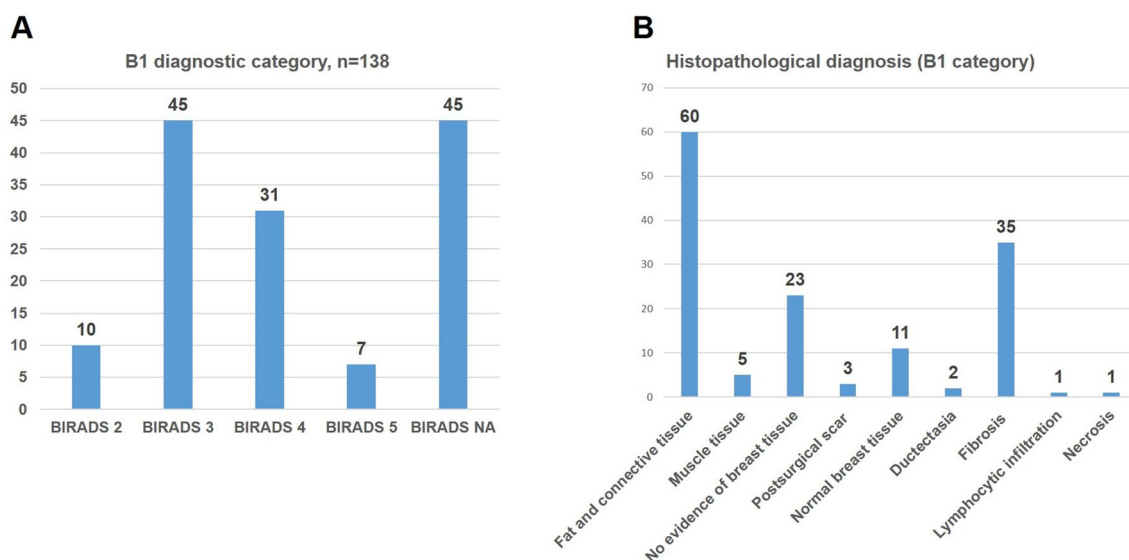 A
B1 diagnostic category, n=138
50
45
40
35
30
25
20
15
10
5
0
10
45
31
7
45
BIRADS 2
BIRADS 3
BIRADS 4
BIRADS 5
BIRADS NA
B
Histopathological diagnosis (B1 category)
70
60
50
40
30
20
10
0
60
5
23
3
11
2
35
1
1
Fat and connective tissue
Muscle tissue
No evidence of breast tissue
Postsurgical scar
Normal breast tissue
Ductectasia
Fibrosis
Lymphocytic infiltration
Necrosis